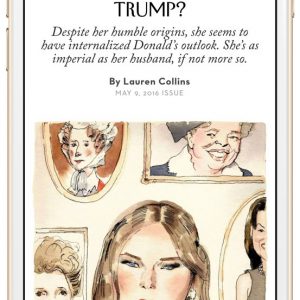 TRUMP?
Despite her humble origins, she seems to
have internalized Donald's outlook. She's as
imperial as her husband, if not more so.
By Lauren Collins
MAY 9, 2016 ISSUE